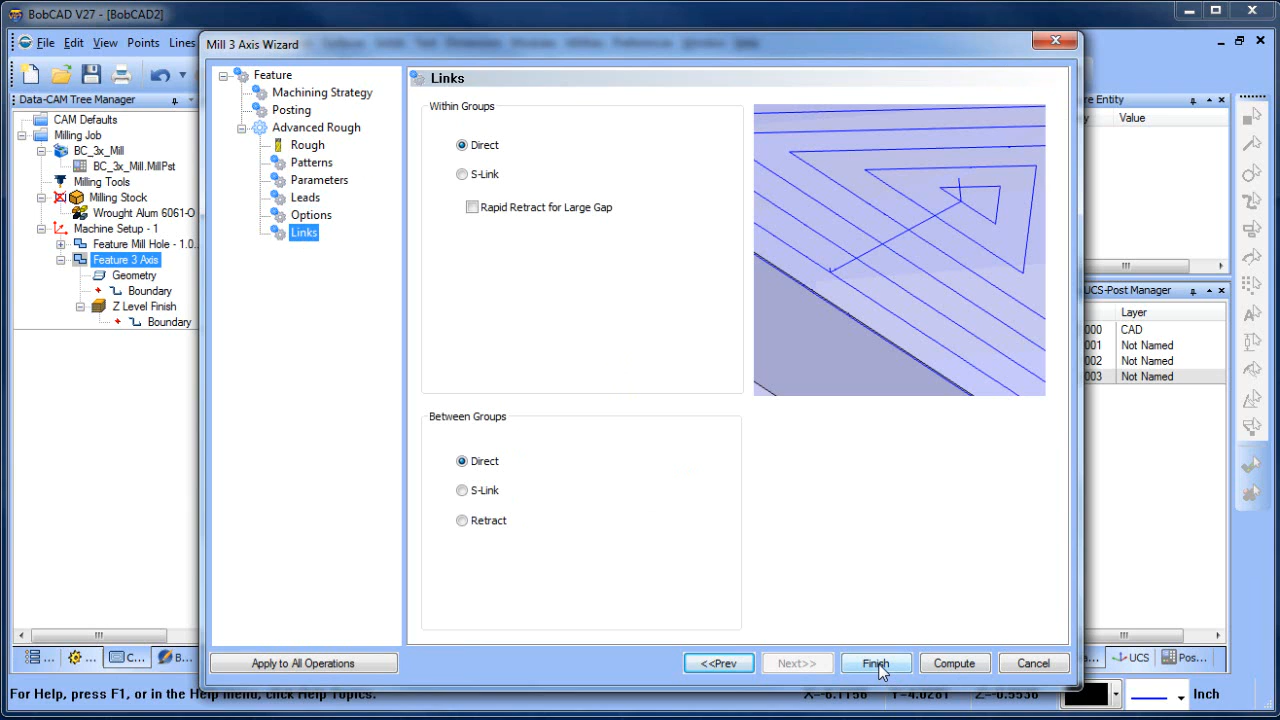 BobCAD V27 - [BobCAD2]
File Edit View Points Lines
Data-CAM Tree Manager
CAM Defaults
Milling Job
BC_3x_Mill
BC_3x_Mill.MillPst
Milling Tools
Milling Stock
Wrought Alum 6061-O
Machine Setup - 1
Feature Mill Hole - 1.0
Feature 3 Axis
Geometry
Boundary
Z Level Finish
Boundary
C...
B...
Mill 3 Axis Wizard
Feature
Machining Strategy
Posting
Advanced Rough
Rough
Patterns
Parameters
Leads
Options
Links
Apply to All Operations
Links
Within Groups
Direct
S-Link
Rapid Retract for Large Gap
Between Groups
Direct
S-Link
Retract
<<Prev
Next>>
Finish
Compute
Cancel
re Entity
Value
UCS-Post Manager
Layer
000 CAD
001 Not Named
002 Not Named
003 Not Named
a...
UCS
Pos...
For Help, press F1, or in the Help menu, click Help Topics.
Inch